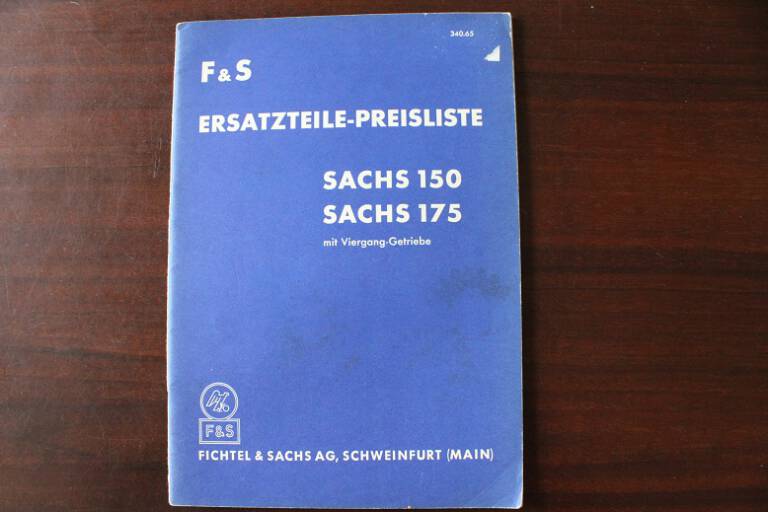 340.65
F & S
ERSATZTEILE-PREISLISTE
SACHS 150
SACHS 175
mit Viergang-Getriebe
F&S
FICHTEL & SACHS AG, SCHWEINFURT (MAIN)